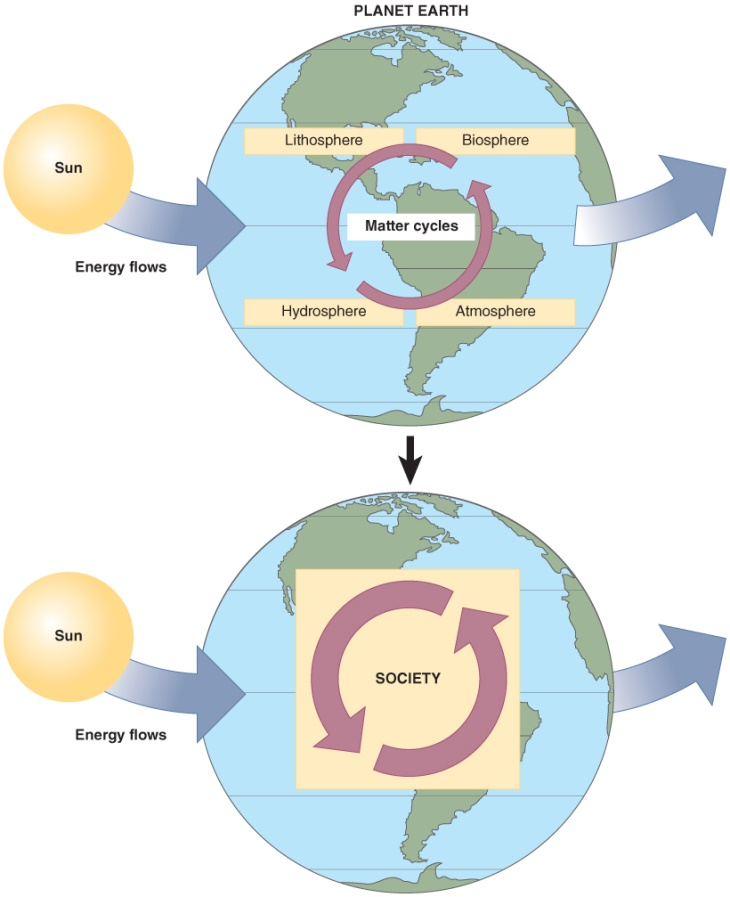 PLANET EARTH
Lithosphere
Biosphere
Sun
Matter cycles
Energy flows
Hydrosphere
Atmosphere
Sun
SOCIETY
Energy flows